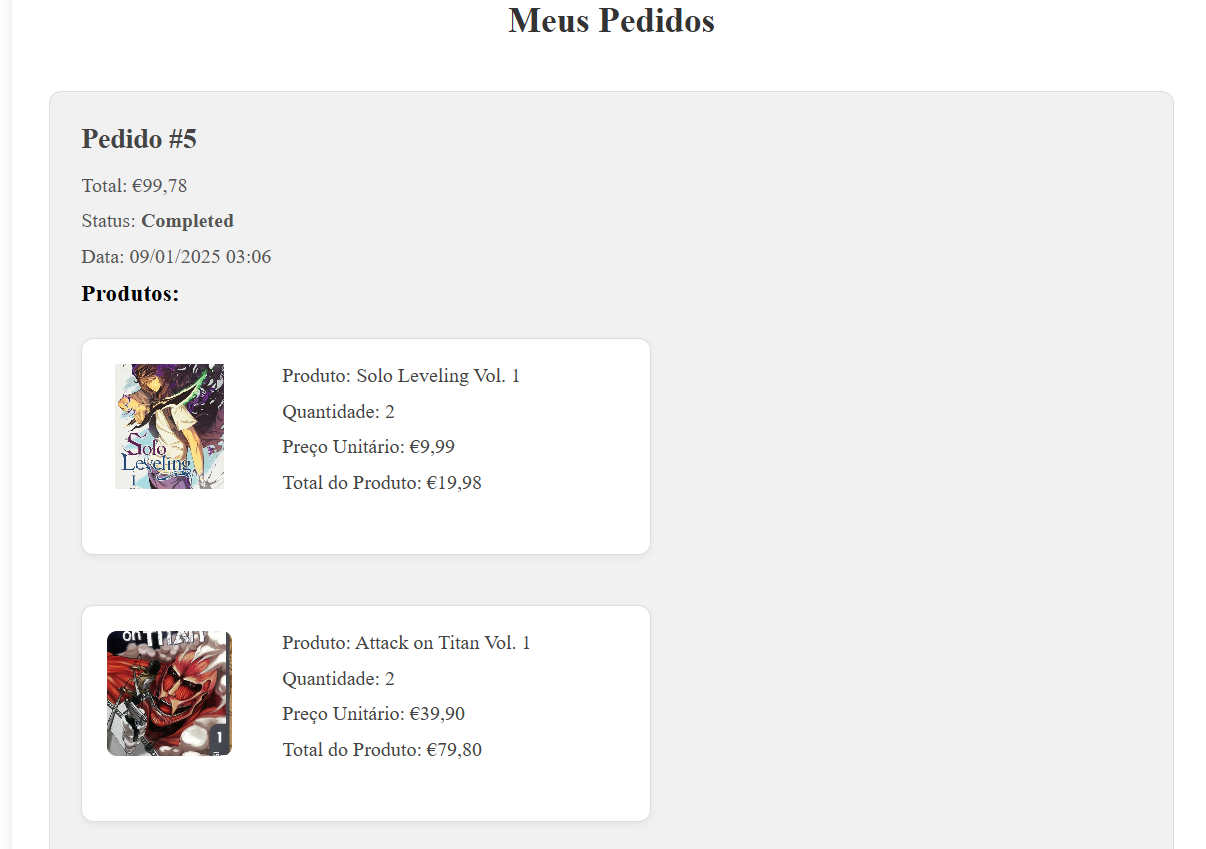 Meus Pedidos
Pedido #5
Total: €99,78
Status: Completed
Data: 09/01/2025 03:06
Produtos:
Solo
Leveling
1
Produto: Solo Leveling Vol. 1
Quantidade: 2
Preço Unitário: €9,99
Total do Produto: €19,98
on TITAN
1
Produto: Attack on Titan Vol. 1
Quantidade: 2
Preço Unitário: €39,90
Total do Produto: €79,80